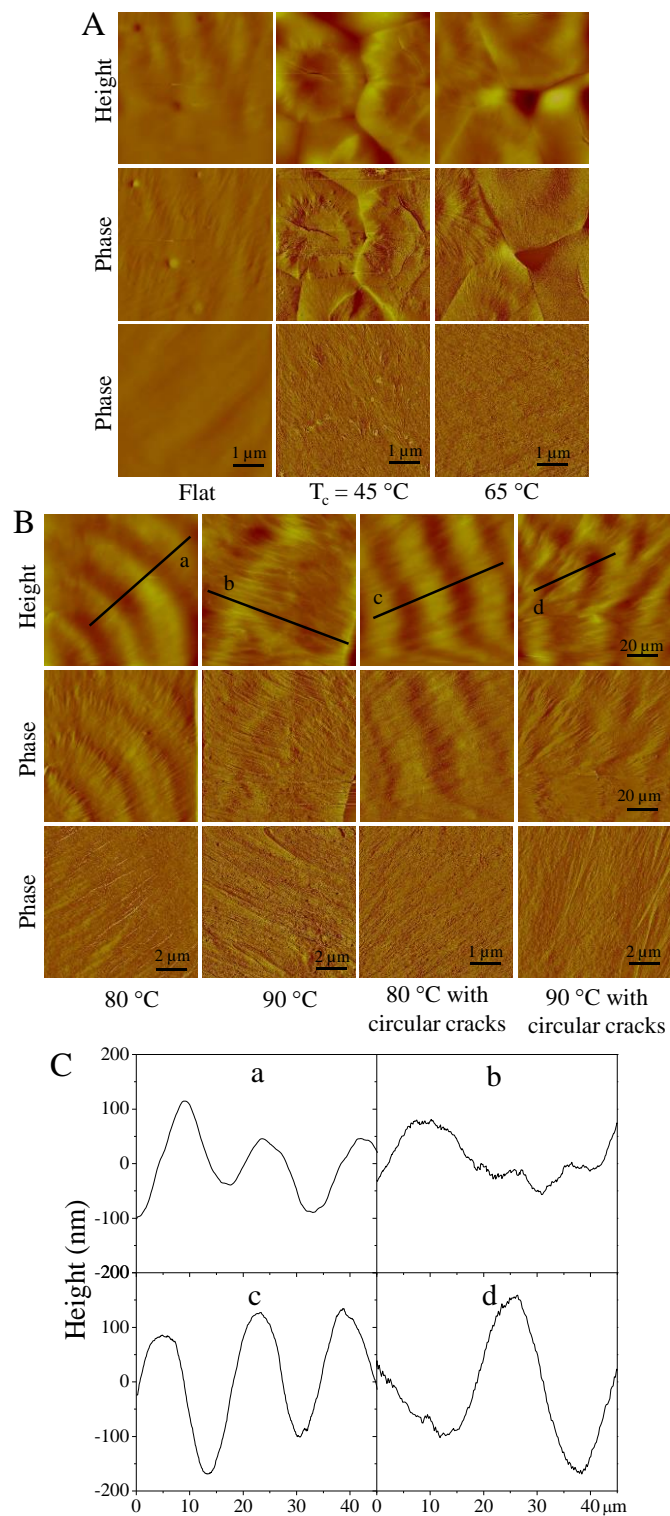 A
Height
Phase
Phase
1 µm
1 µm
1 µm
Flat
T_c = 45 °C
65 °C
B
Height
a
b
c
d
20 µm
Phase
20 µm
Phase
2 µm
2 µm
1 µm
2 µm
80 °C
90 °C
80 °C with
circular cracks
90 °C with
circular cracks
C
200
100
0
-100
-200
a
b
Height (nm)
200
100
0
-100
-200
c
d
0
10
20
30
40
0
10
20
30
40
µm